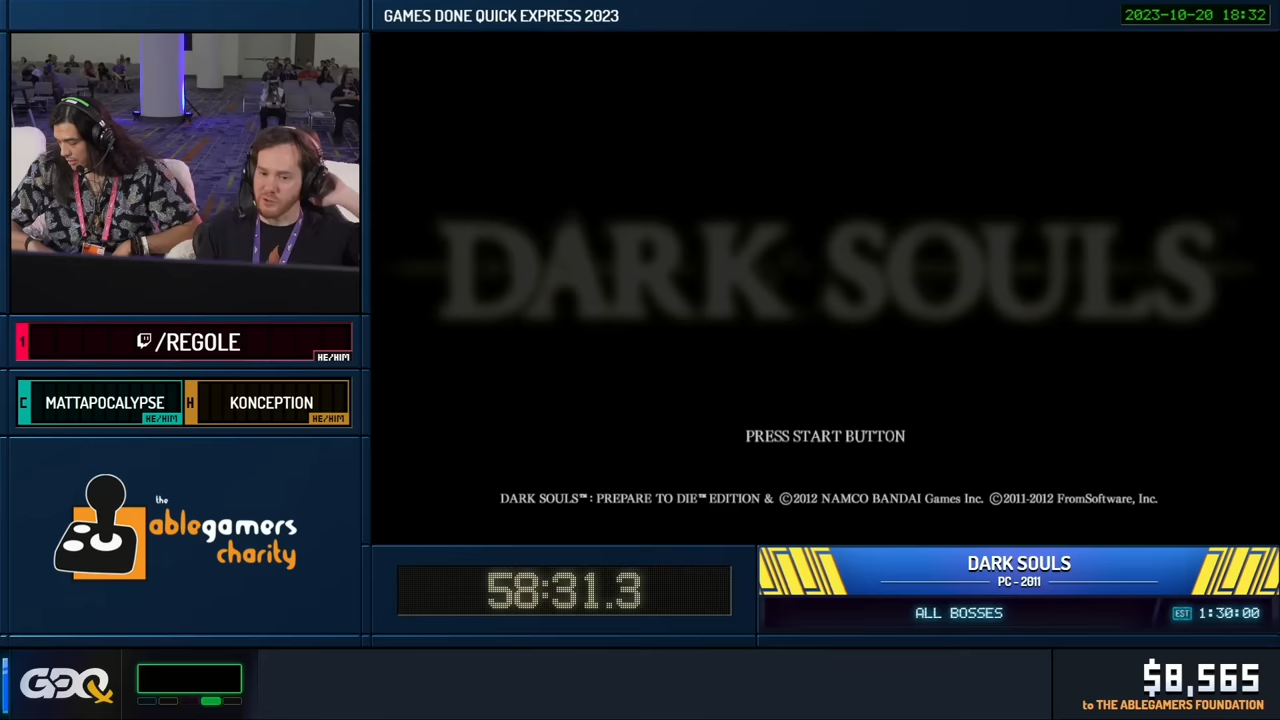 GAMES DONE QUICK EXPRESS 2023
2023-10-20 18:32
DARK SOULS
PRESS START BUTTON
DARK SOULS™: PREPARE TO DIE™ EDITION & ©2012 NAMCO BANDAI Games Inc. ©2011-2012 FromSoftware, Inc.
1 /REGOLE
HE/HIM
C MATTAPOCALYPSE
HE/HIM
H KONCEPTION
HE/HIM
the
ablegamers
charity
58:31.3
DARK SOULS
PC - 2011
ALL BOSSES
EST 1:30:00
GDQx
$8,565
to THE ABLEGAMERS FOUNDATION